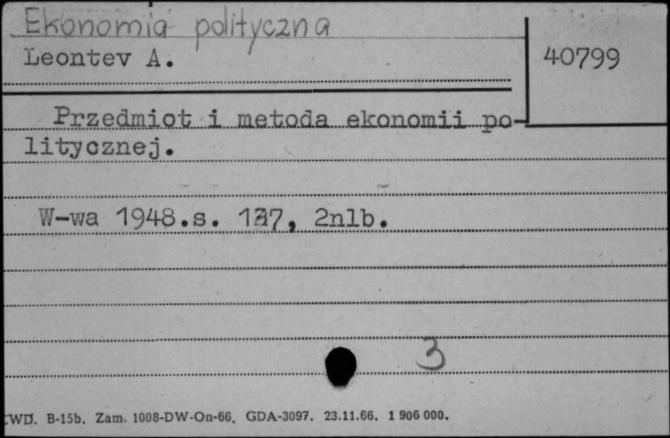 Ekonomia polityczna
Leontev A.
40799
Przedmiot i metoda ekonomii po-
litycznej.
W-wa 1948.s. 137, 2nlb.
3
CWD. B-15b. Zam. 1008-DW-On-66. GDA-3097. 23.11.66. 1 906 000.